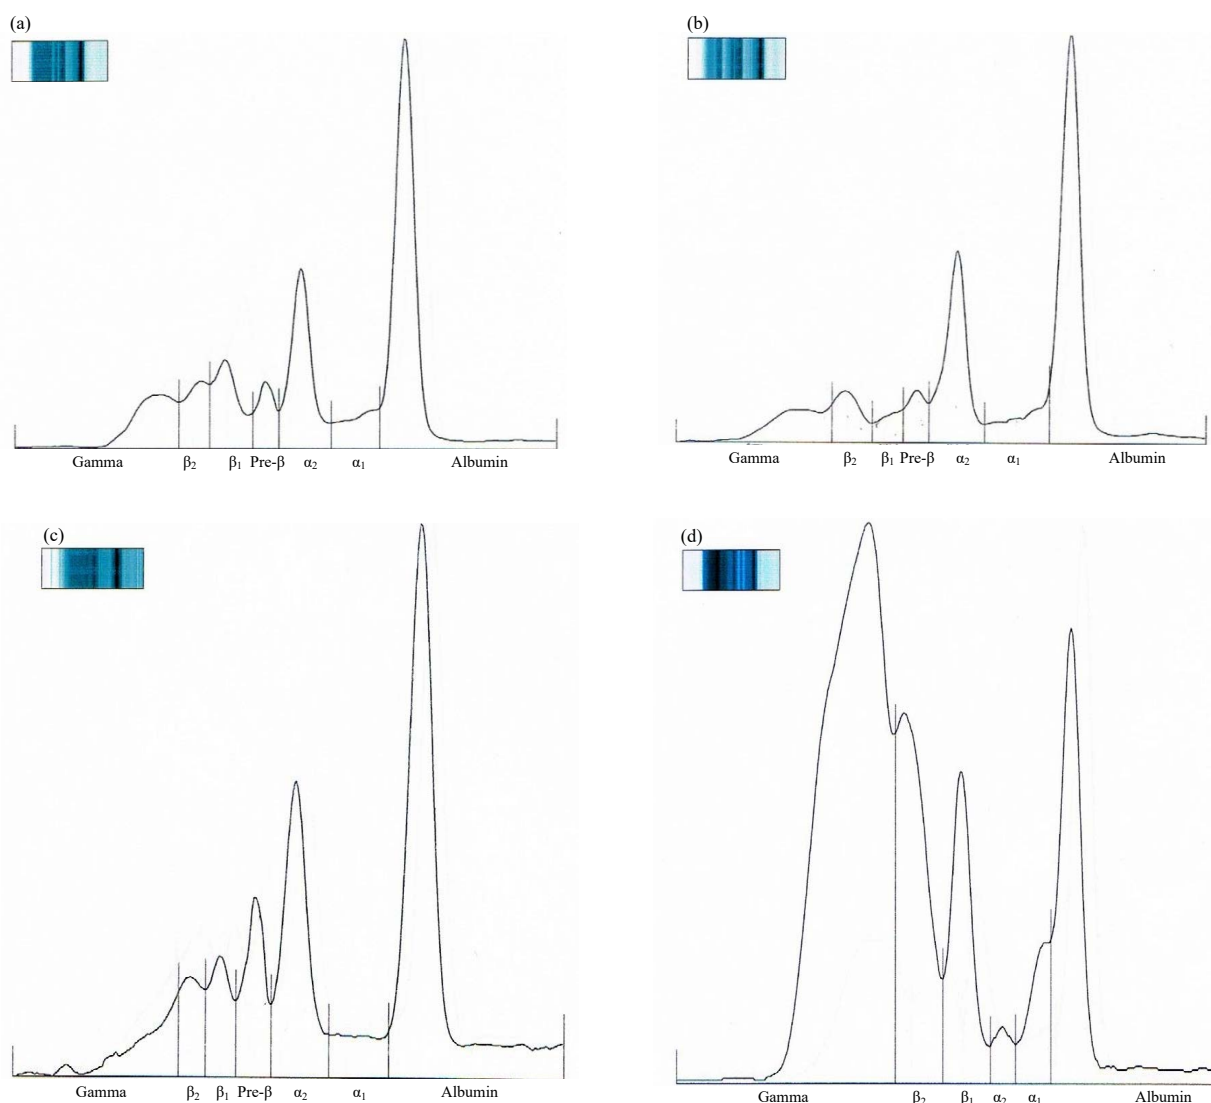 (a)
Gamma β₂ β₁ Pre-β α₂ α₁ Albumin
(b)
Gamma β₂ β₁ Pre-β α₂ α₁ Albumin
(c)
Gamma β₂ β₁ Pre-β α₂ α₁ Albumin
(d)
Gamma β₂ β₁ α₂ α₁ Albumin